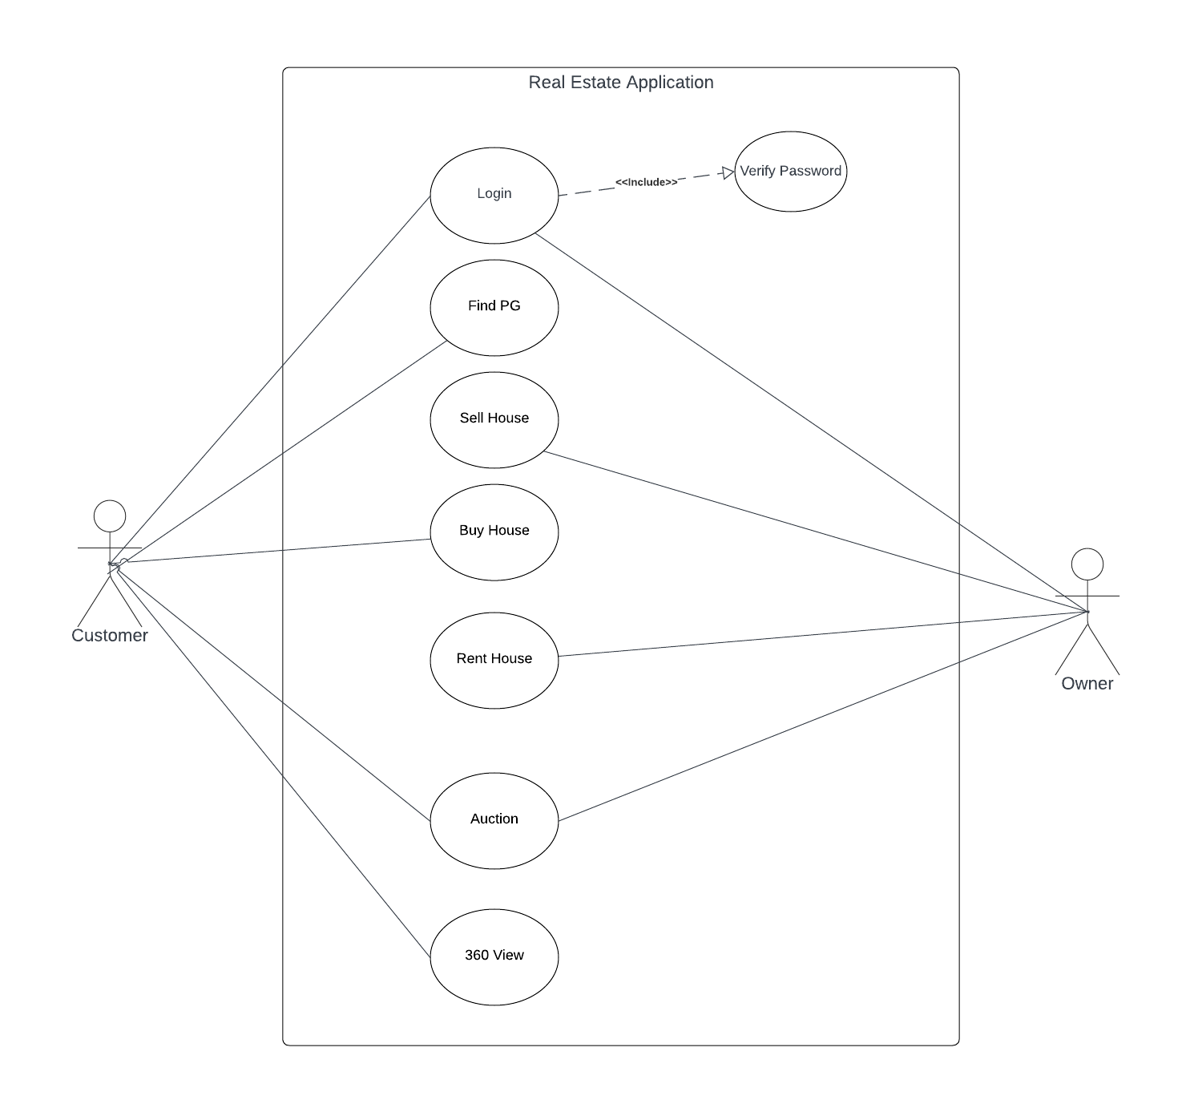 Real Estate Application
Login
<<Include>>
Verify Password
Find PG
Sell House
Buy House
Customer
Rent House
Owner
Auction
360 View